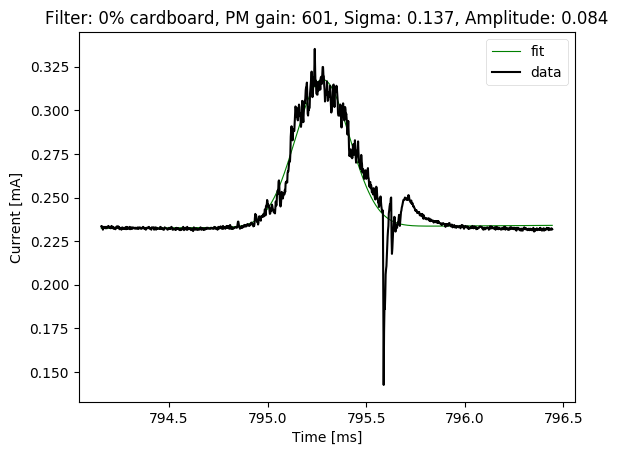 Filter: 0% cardboard, PM gain: 601, Sigma: 0.137, Amplitude: 0.084
fit
data
0.325
0.300
0.275
0.250
0.225
0.200
0.175
0.150
Current [mA]
794.5 795.0 795.5 796.0 796.5
Time [ms]